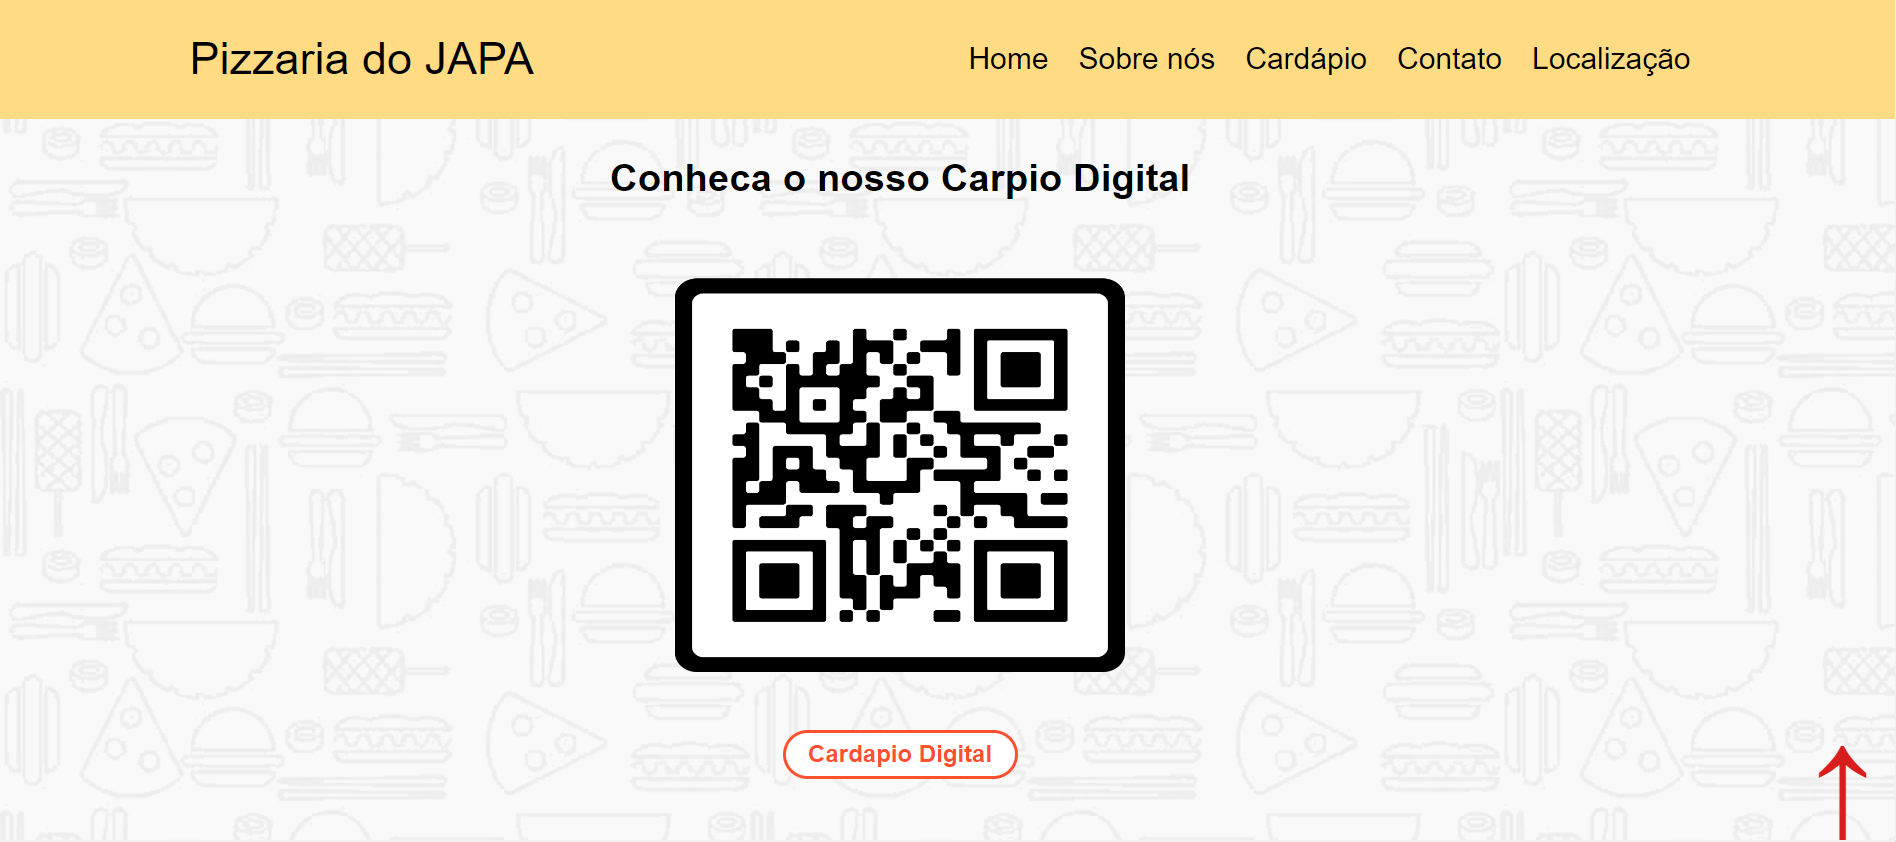 Pizzaria do JAPA
Home Sobre nós Cardápio Contato Localização
Conheca o nosso Carpio Digital
Cardapio Digital